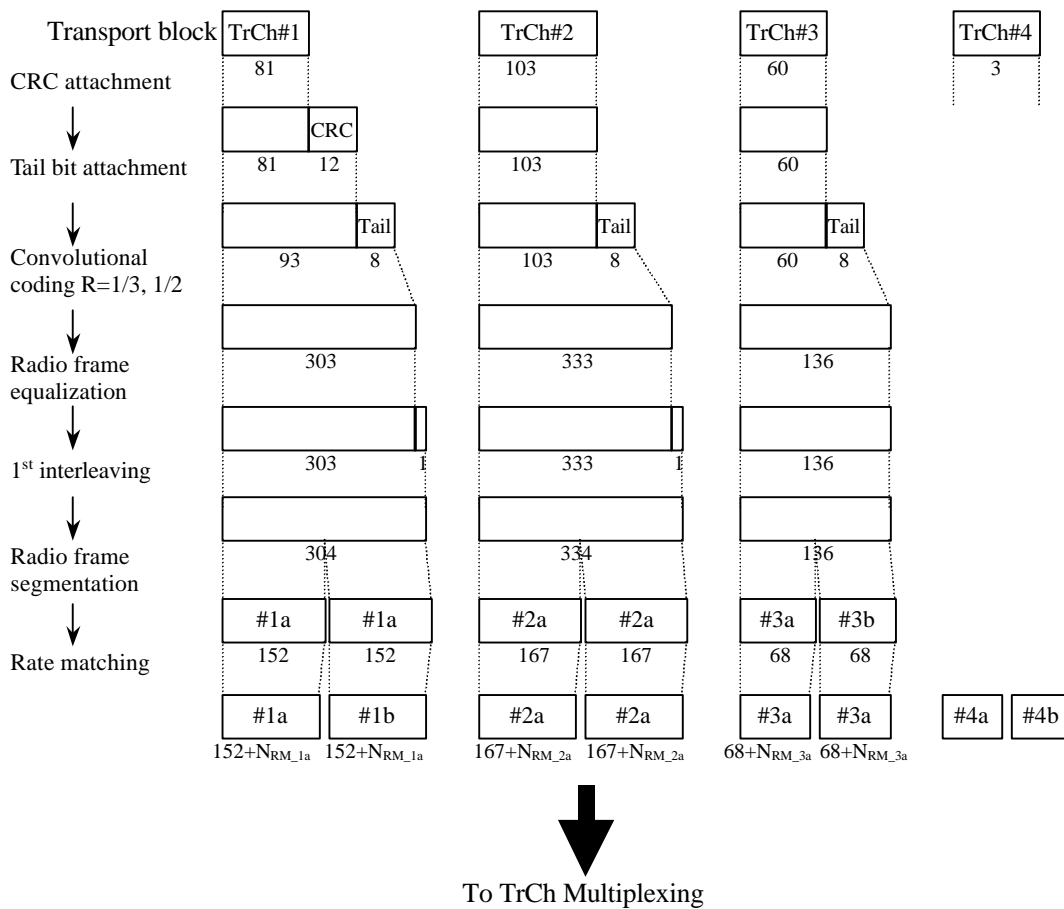 Transport block TrCh#1 TrCh#2 TrCh#3 TrCh#4
81 103 60 3
CRC attachment
CRC
81 12 103 60
Tail bit attachment
Tail Tail Tail
93 8 103 8 60 8
Convolutional
coding R=1/3, 1/2
303 333 136
Radio frame
equalization
303 1 333 1 136
1st interleaving
304 334 136
Radio frame
segmentation
#1a #1a #2a #2a #3a #3b
152 152 167 167 68 68
Rate matching
#1a #1b #2a #2a #3a #3a #4a #4b
152+NRM_1a 152+NRM_1a 167+NRM_2a 167+NRM_2a 68+NRM_3a 68+NRM_3a
To TrCh Multiplexing